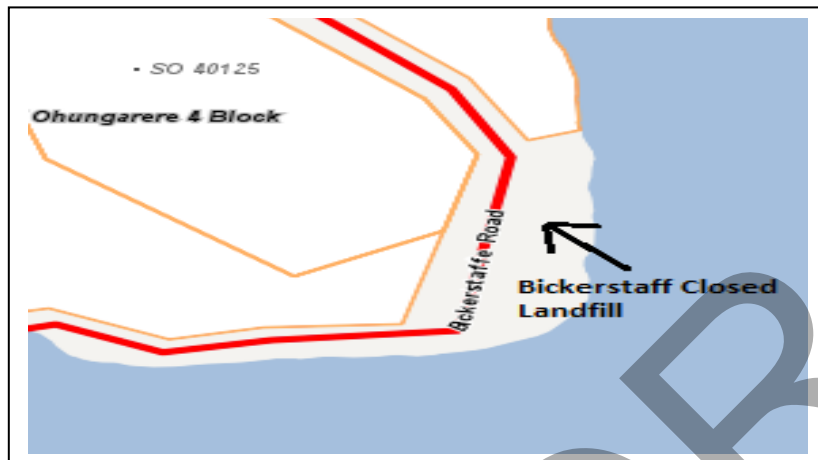 • SO 40125
Ohungarere 4 Block
Bickerstaffe Road
Bickerstaff Closed
Landfill
R